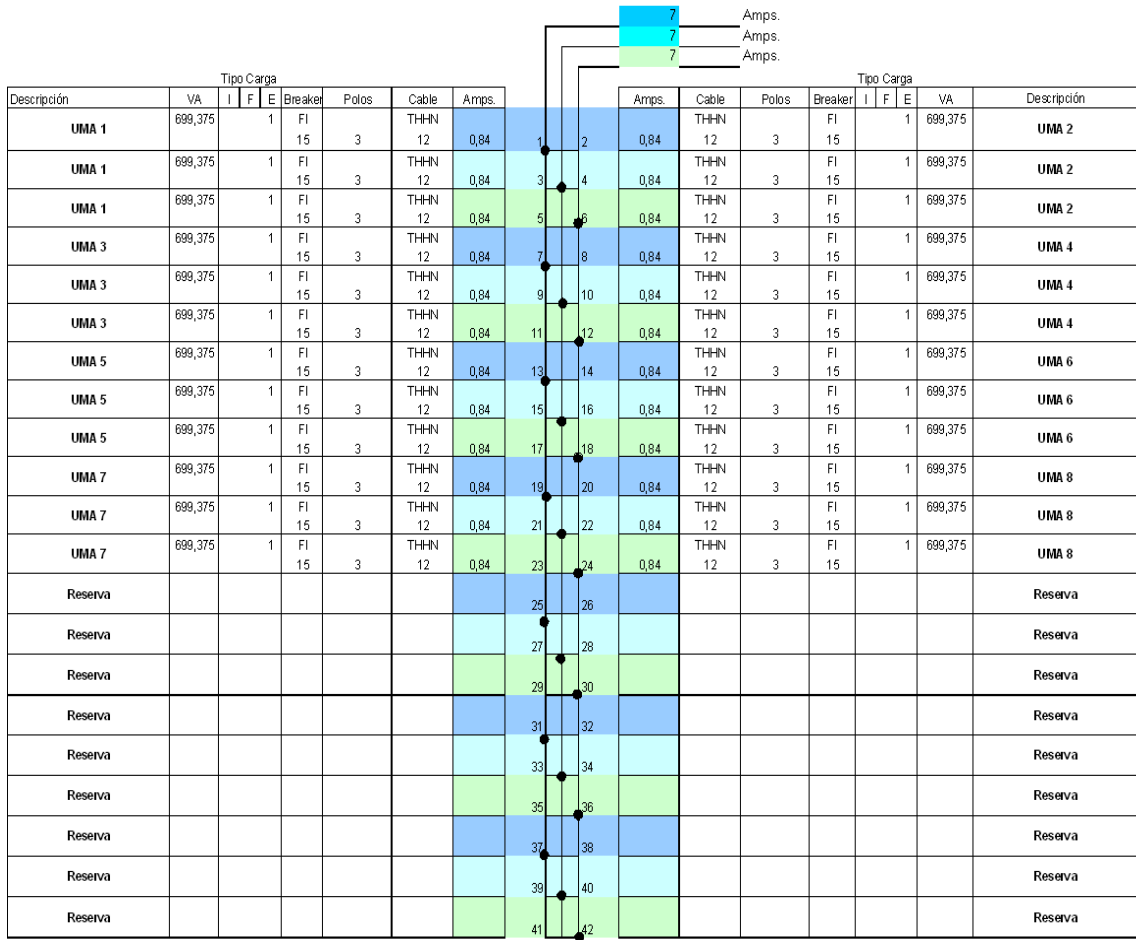 7 Amps.
7 Amps.
7 Amps.
Tipo Carga Tipo Carga
Descripción VA I F E Breaker Polos Cable Amps. Amps. Cable Polos Breaker I F E VA Descripción
UMA 1 699,375 1 FI 15 3 THHN 12 0,84 1 2 0,84 THHN 12 3 FI 15 1 699,375 UMA 2
UMA 1 699,375 1 FI 15 3 THHN 12 0,84 3 4 0,84 THHN 12 3 FI 15 1 699,375 UMA 2
UMA 1 699,375 1 FI 15 3 THHN 12 0,84 5 6 0,84 THHN 12 3 FI 15 1 699,375 UMA 2
UMA 3 699,375 1 FI 15 3 THHN 12 0,84 7 8 0,84 THHN 12 3 FI 15 1 699,375 UMA 4
UMA 3 699,375 1 FI 15 3 THHN 12 0,84 9 10 0,84 THHN 12 3 FI 15 1 699,375 UMA 4
UMA 3 699,375 1 FI 15 3 THHN 12 0,84 11 12 0,84 THHN 12 3 FI 15 1 699,375 UMA 4
UMA 5 699,375 1 FI 15 3 THHN 12 0,84 13 14 0,84 THHN 12 3 FI 15 1 699,375 UMA 6
UMA 5 699,375 1 FI 15 3 THHN 12 0,84 15 16 0,84 THHN 12 3 FI 15 1 699,375 UMA 6
UMA 5 699,375 1 FI 15 3 THHN 12 0,84 17 18 0,84 THHN 12 3 FI 15 1 699,375 UMA 6
UMA 7 699,375 1 FI 15 3 THHN 12 0,84 19 20 0,84 THHN 12 3 FI 15 1 699,375 UMA 8
UMA 7 699,375 1 FI 15 3 THHN 12 0,84 21 22 0,84 THHN 12 3 FI 15 1 699,375 UMA 8
UMA 7 699,375 1 FI 15 3 THHN 12 0,84 23 24 0,84 THHN 12 3 FI 15 1 699,375 UMA 8
Reserva 25 26 Reserva
Reserva 27 28 Reserva
Reserva 29 30 Reserva
Reserva 31 32 Reserva
Reserva 33 34 Reserva
Reserva 35 36 Reserva
Reserva 37 38 Reserva
Reserva 39 40 Reserva
Reserva 41 42 Reserva